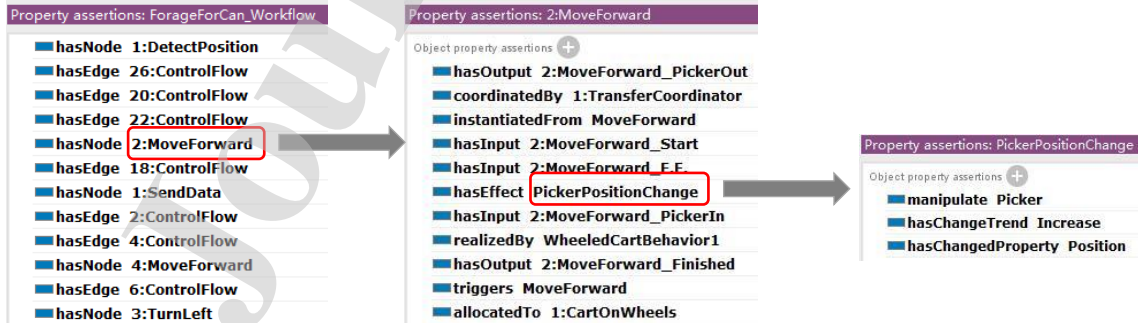 Property assertions: ForageForCan_Workflow
hasNode 1:DetectPosition
hasEdge 26:ControlFlow
hasEdge 20:ControlFlow
hasEdge 22:ControlFlow
hasNode 2:MoveForward
hasEdge 18:ControlFlow
hasNode 1:SendData
hasEdge 2:ControlFlow
hasEdge 4:ControlFlow
hasNode 4:MoveForward
hasEdge 6:ControlFlow
hasNode 3:TurnLeft
Property assertions: 2:MoveForward
Object property assertions
hasOutput 2:MoveForward_PickerOut
coordinatedBy 1:TransferCoordinator
instantiatedFrom MoveForward
hasInput 2:MoveForward_Start
hasInput 2:MoveForward_E.E.
hasEffect PickerPositionChange
hasInput 2:MoveForward_PickerIn
realizedBy WheeledCartBehavior1
hasOutput 2:MoveForward_Finished
triggers MoveForward
allocatedTo 1:CartOnWheels
Property assertions: PickerPositionChange
Object property assertions
manipulate Picker
hasChangeTrend Increase
hasChangedProperty Position
Jou